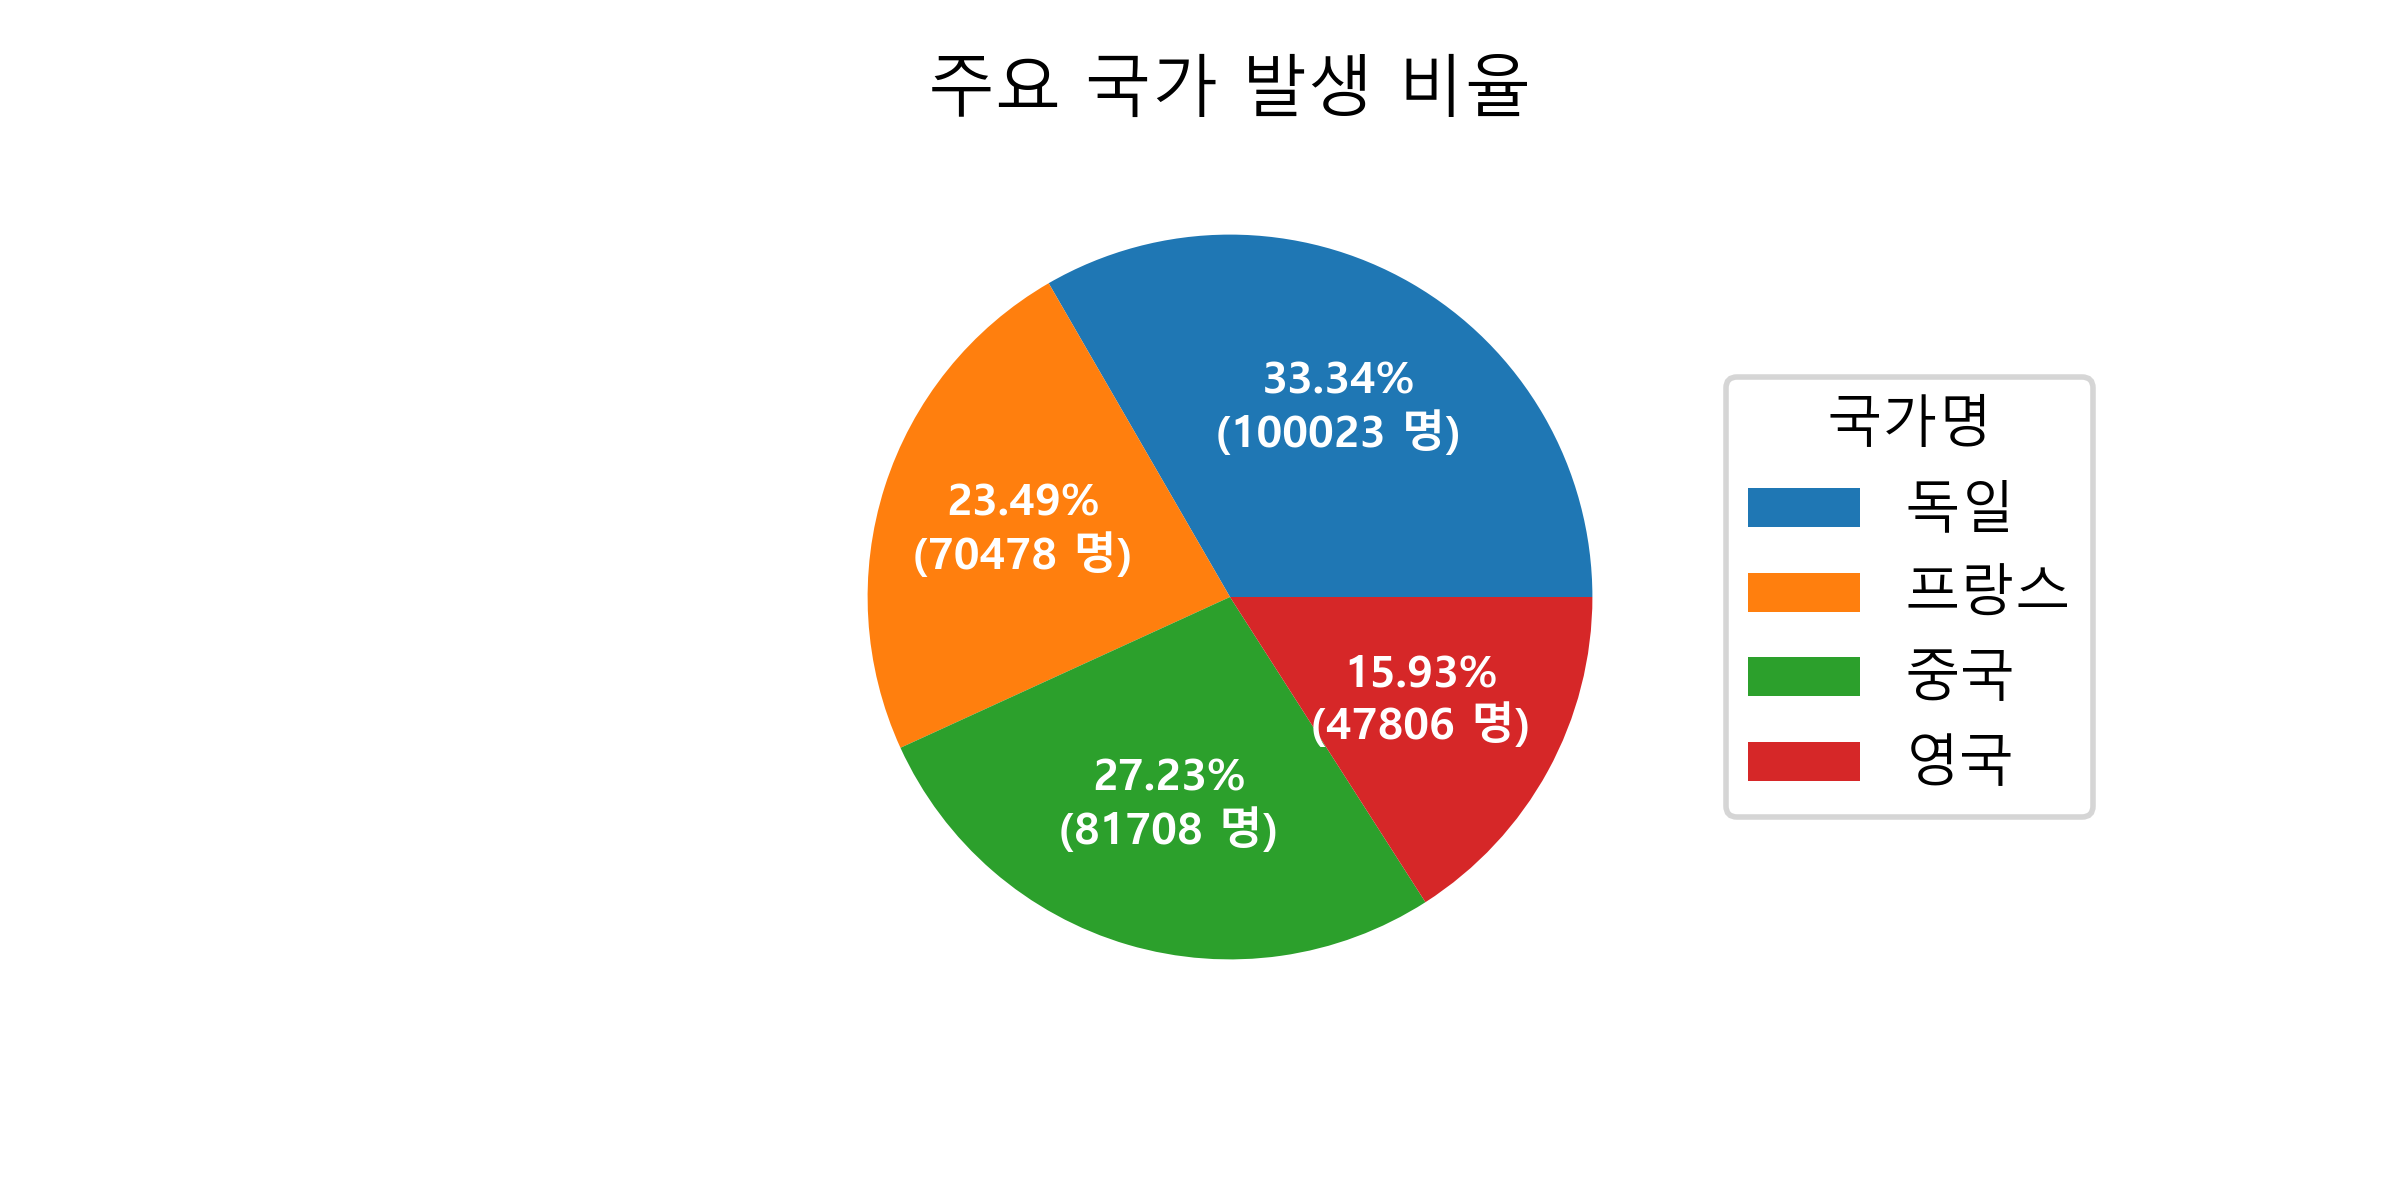 주요 국가 발생 비율
33.34%
(100023 명)
23.49%
(70478 명)
15.93%
(47806 명)
27.23%
(81708 명)
국가명
독일
프랑스
중국
영국